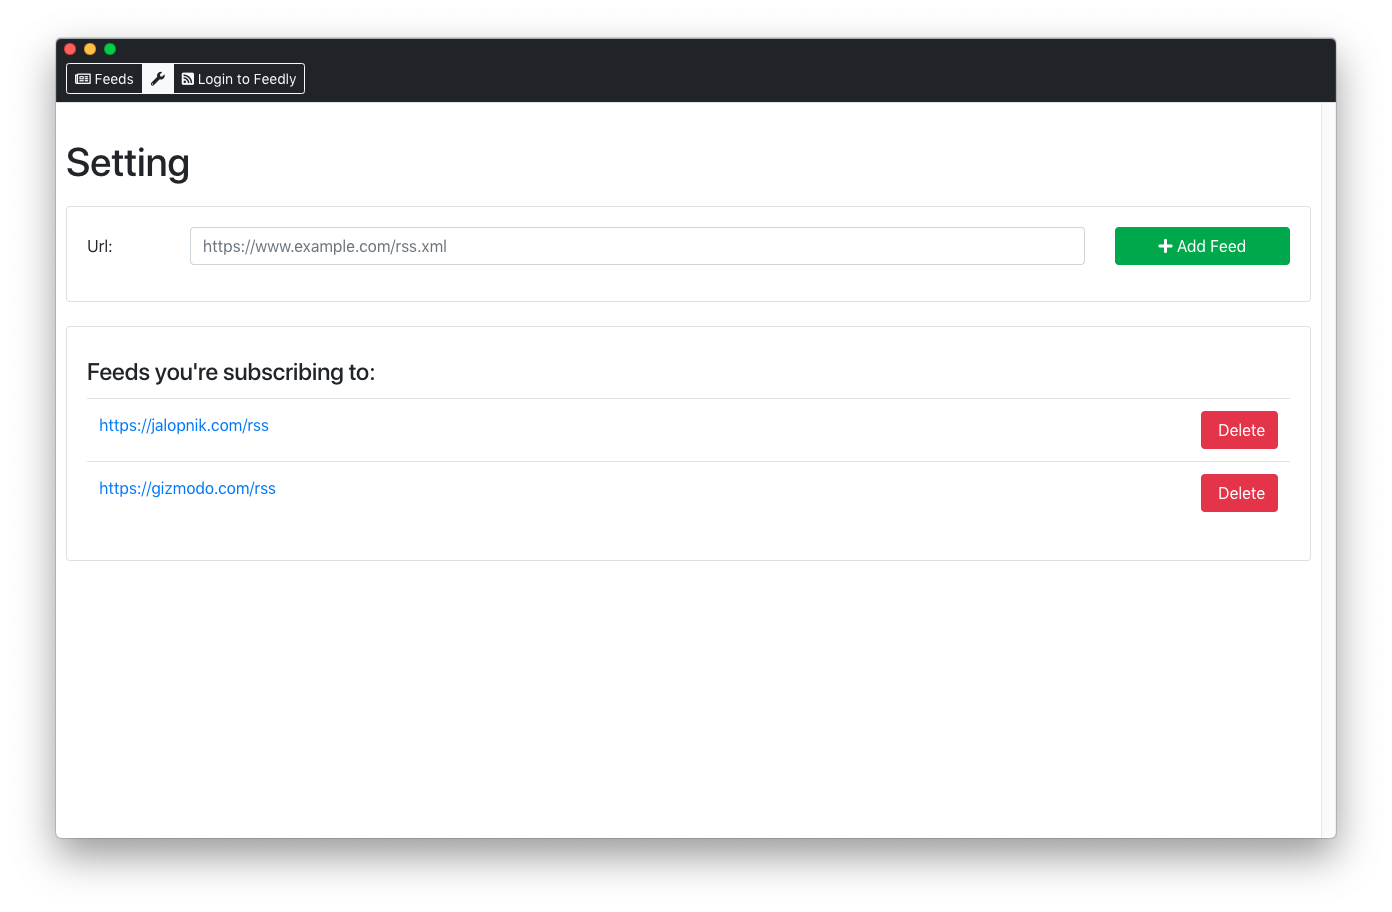 Feeds Login to Feedly
Setting
Url: https://www.example.com/rss.xml Add Feed
Feeds you're subscribing to:
https://jalopnik.com/rss Delete
https://gizmodo.com/rss Delete